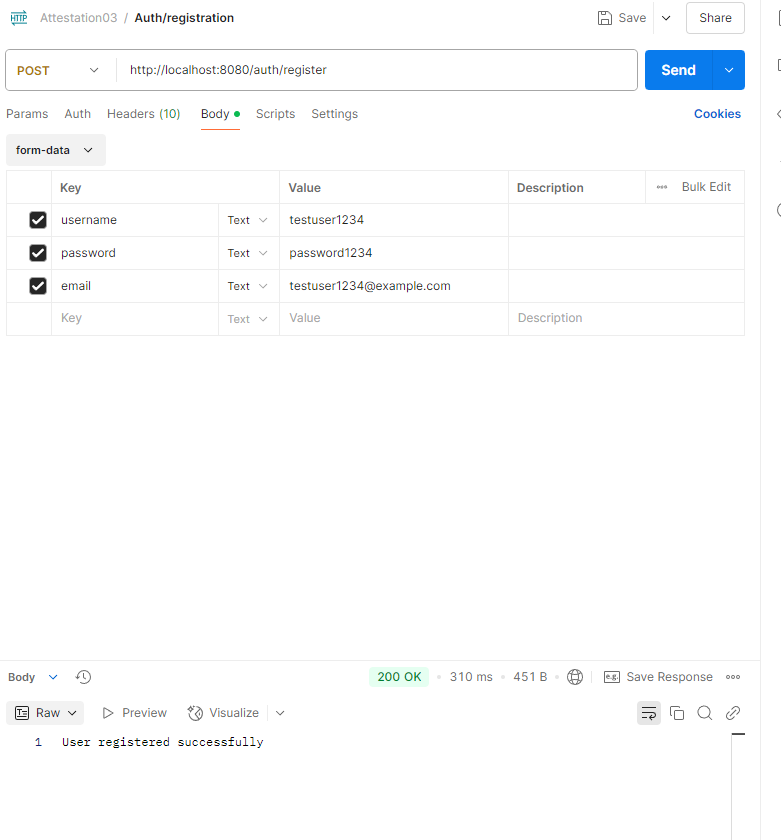 HTTP Attestation03 / Auth/registration Save Share
POST http://localhost:8080/auth/register Send
Params Auth Headers (10) Body Scripts Settings Cookies
form-data
Key Value Description Bulk Edit
username Text testuser1234
password Text password1234
email Text testuser1234@example.com
Key Text Value Description
Body 200 OK 310 ms 451 B e.g. Save Response
Raw Preview Visualize
1 User registered successfully